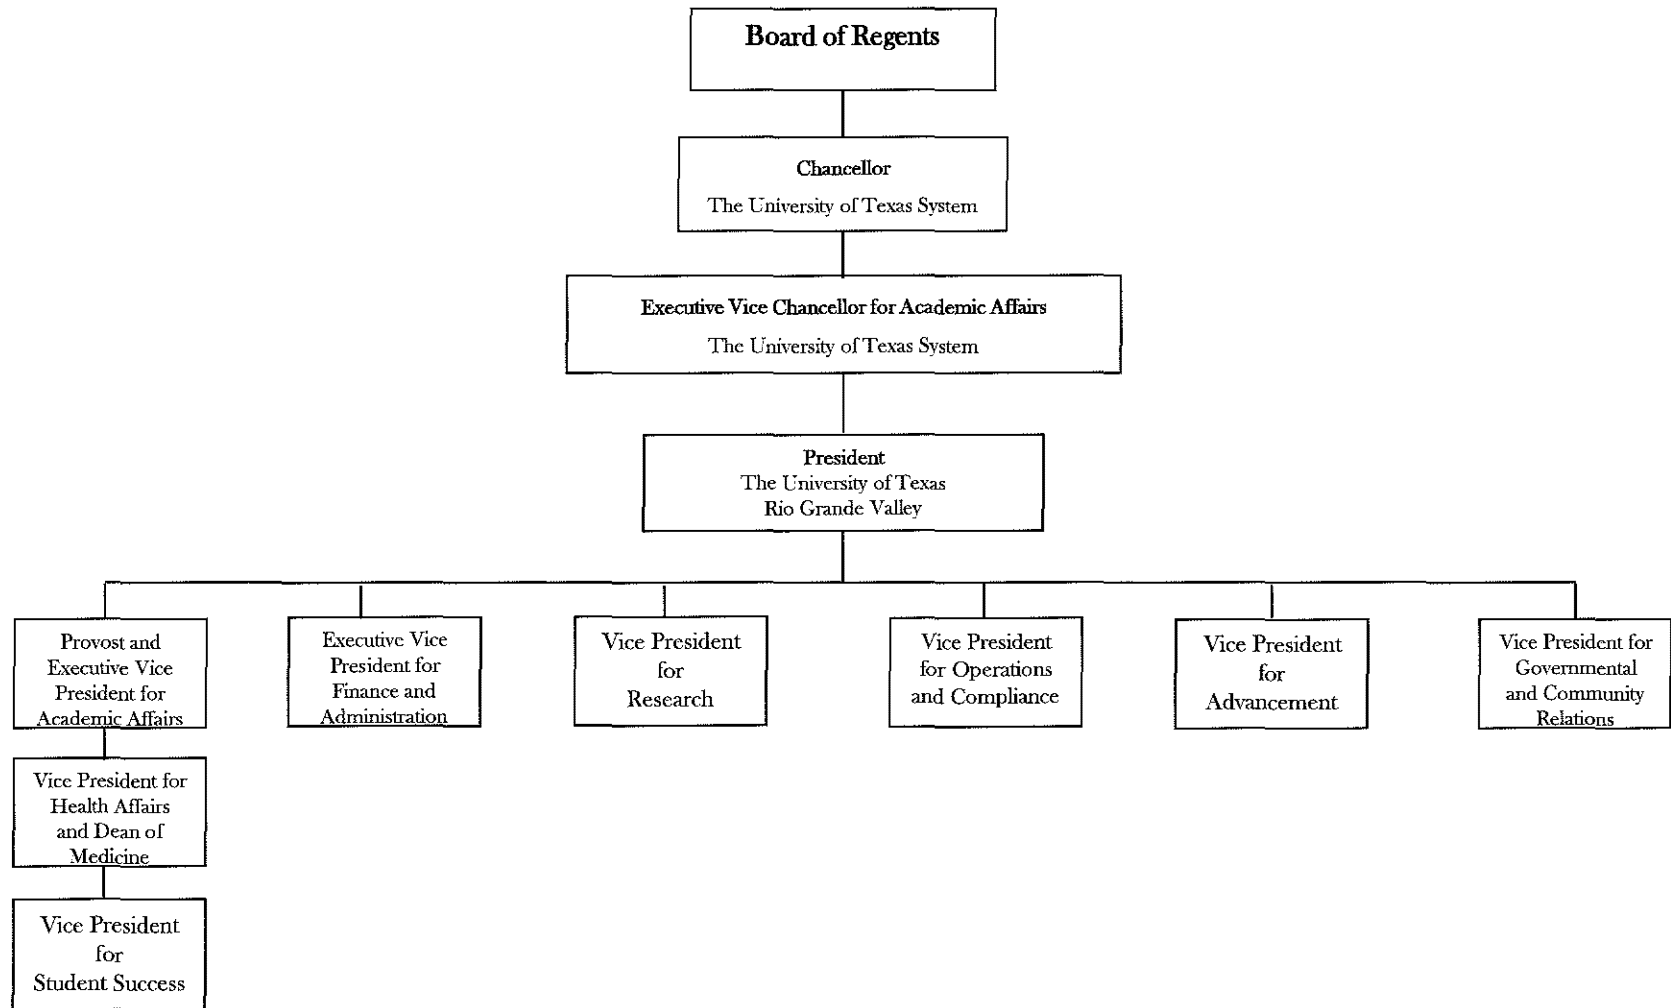 Board of Regents
Chancellor
The University of Texas System
Executive Vice Chancellor for Academic Affairs
The University of Texas System
President
The University of Texas
Rio Grande Valley
Provost and
Executive Vice
President for
Academic Affairs
Executive Vice
President for
Finance and
Administration
Vice President
for
Research
Vice President
for Operations
and Compliance
Vice President
for
Advancement
Vice President for
Governmental
and Community
Relations
Vice President for
Health Affairs
and Dean of
Medicine
Vice President
for
Student Success